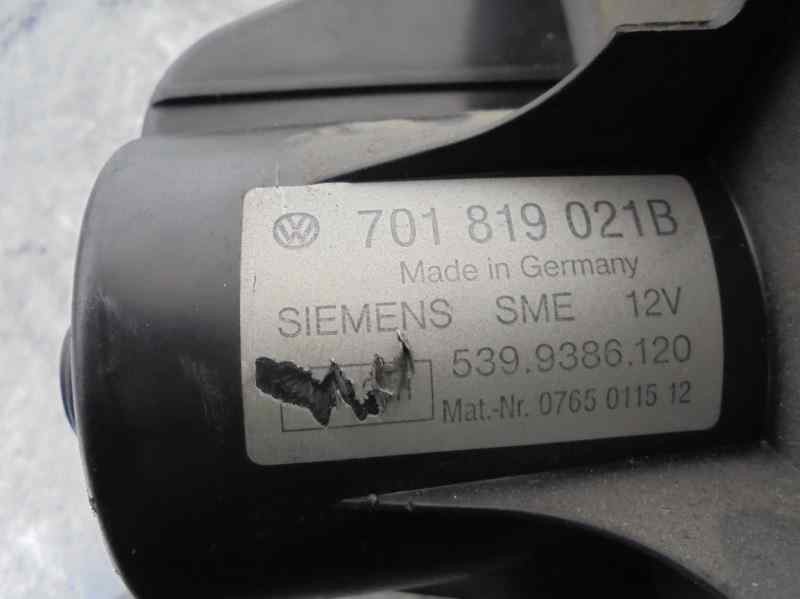 701 819 021B
Made in Germany
SIEMENS SME 12V
539.9386.120
Mat.-Nr. 0765 0115 12